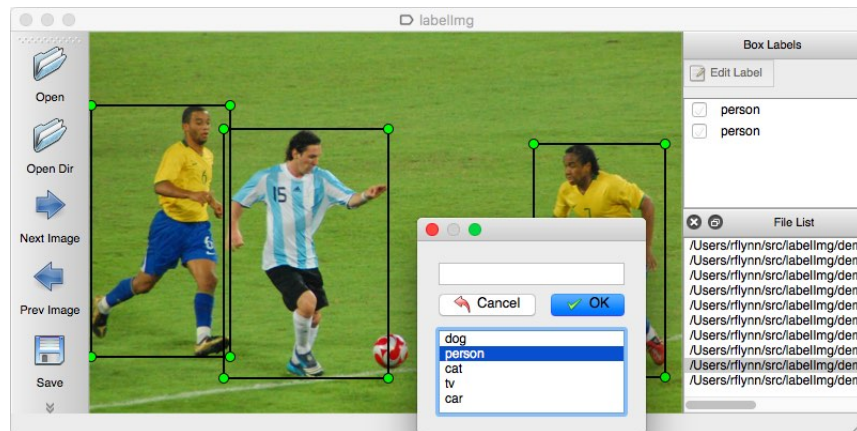 labelImg
Open
Open Dir
Next Image
Prev Image
Save
15
6
7
Cancel
OK
dog
person
cat
tv
car
Box Labels
Edit Label
person
person
File List
/Users/rflynn/src/labelImg/den
/Users/rflynn/src/labelImg/den
/Users/rflynn/src/labelImg/den
/Users/rflynn/src/labelImg/den
/Users/rflynn/src/labelImg/den
/Users/rflynn/src/labelImg/den
/Users/rflynn/src/labelImg/den
/Users/rflynn/src/labelImg/den
/Users/rflynn/src/labelImg/den
/Users/rflynn/src/labelImg/den